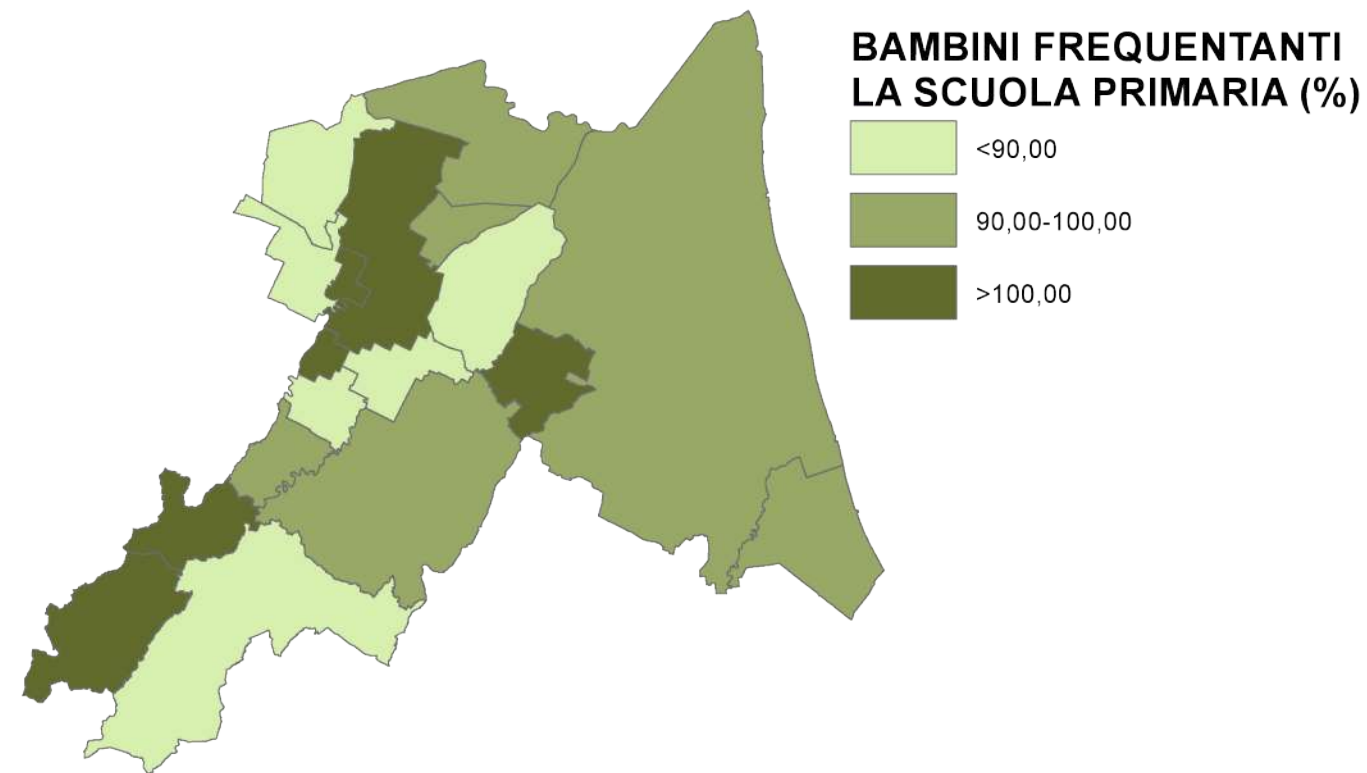 BAMBINI FREQUENTANTI
LA SCUOLA PRIMARIA (%)
<90,00
90,00-100,00
>100,00